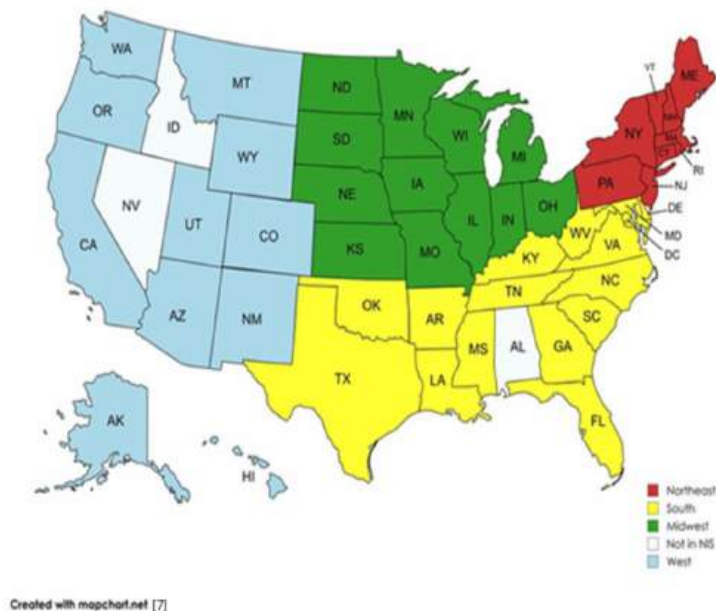 WA
MT
ND
MN
VT
ME
OR
ID
SD
WI
NY
NH
MA
CT
RI
WY
MI
PA
NJ
NE
IA
NV
UT
CO
IL
IN
OH
DE
MD
DC
WV
VA
CA
KS
MO
KY
AZ
NM
OK
AR
TN
NC
SC
MS
AL
GA
TX
LA
FL
AK
HI
Northeast
South
Midwest
Not in NIS
West
Created with mapchart.net [7]